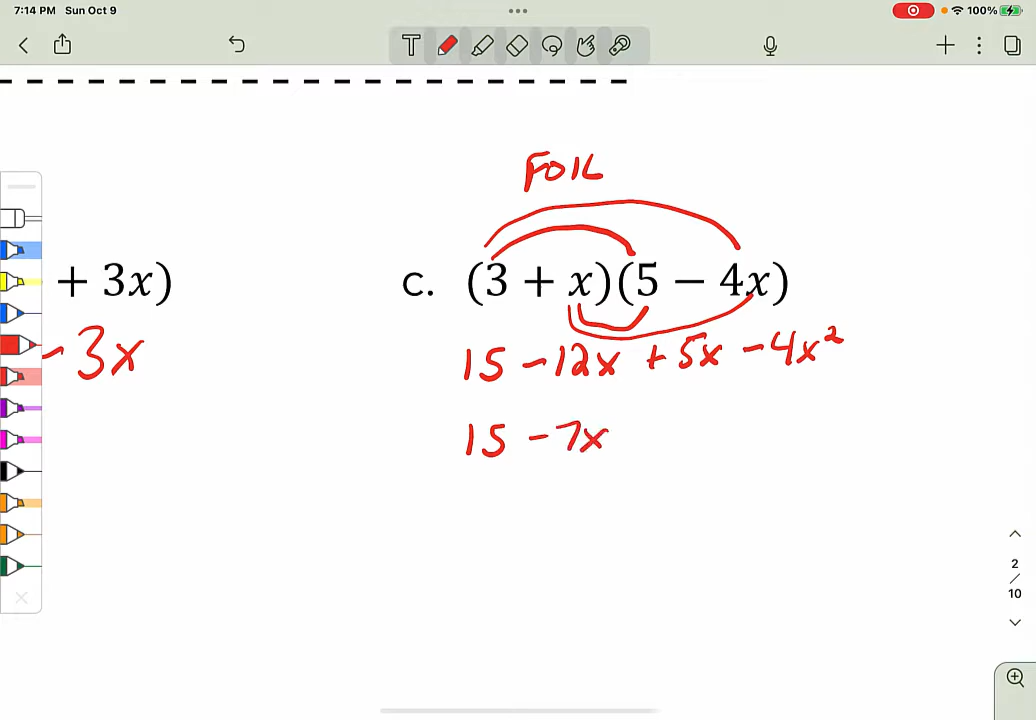 7:14 PM Sun Oct 9
100%
T
FOIL
+ 3x)
c. (3 + x)(5 − 4x)
- 3x
15 - 12x + 5x - 4x²
15 - 7x
2
/
10